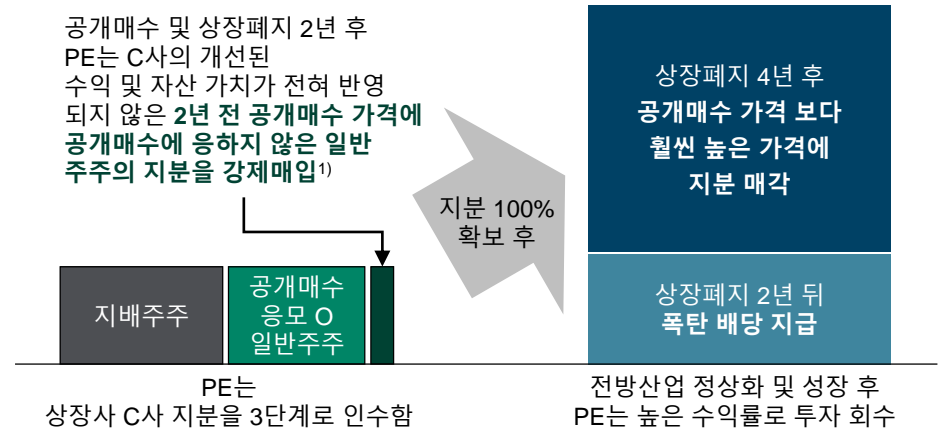 공개매수 및 상장폐지 2년 후
PE는 C사의 개선된
수익 및 자산 가치가 전혀 반영
되지 않은 2년 전 공개매수 가격에
공개매수에 응하지 않은 일반
주주의 지분을 강제매입1)
지배주주
공개매수
응모 O
일반주주
PE는
상장사 C사 지분을 3단계로 인수함
지분 100%
확보 후
상장폐지 4년 후
공개매수 가격 보다
훨씬 높은 가격에
지분 매각
상장폐지 2년 뒤
폭탄 배당 지급
전방산업 정상화 및 성장 후
PE는 높은 수익률로 투자 회수